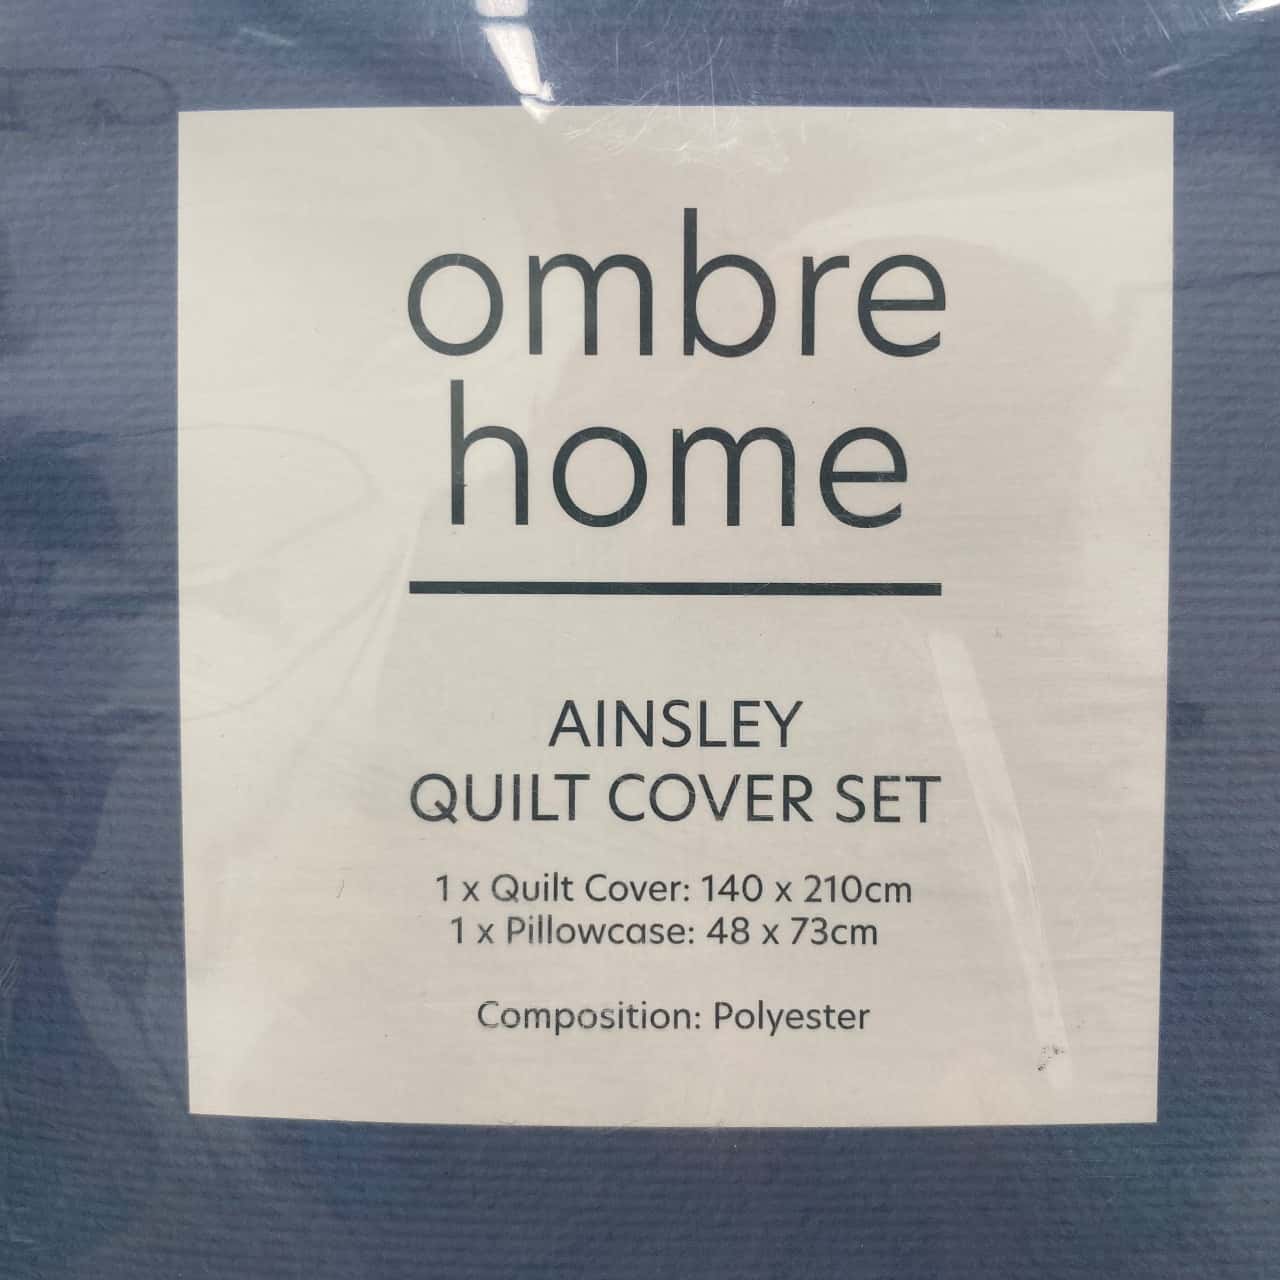 ombre
home
AINSLEY
QUILT COVER SET
1 x Quilt Cover: 140 x 210cm
1 x Pillowcase: 48 x 73cm
Composition: Polyester